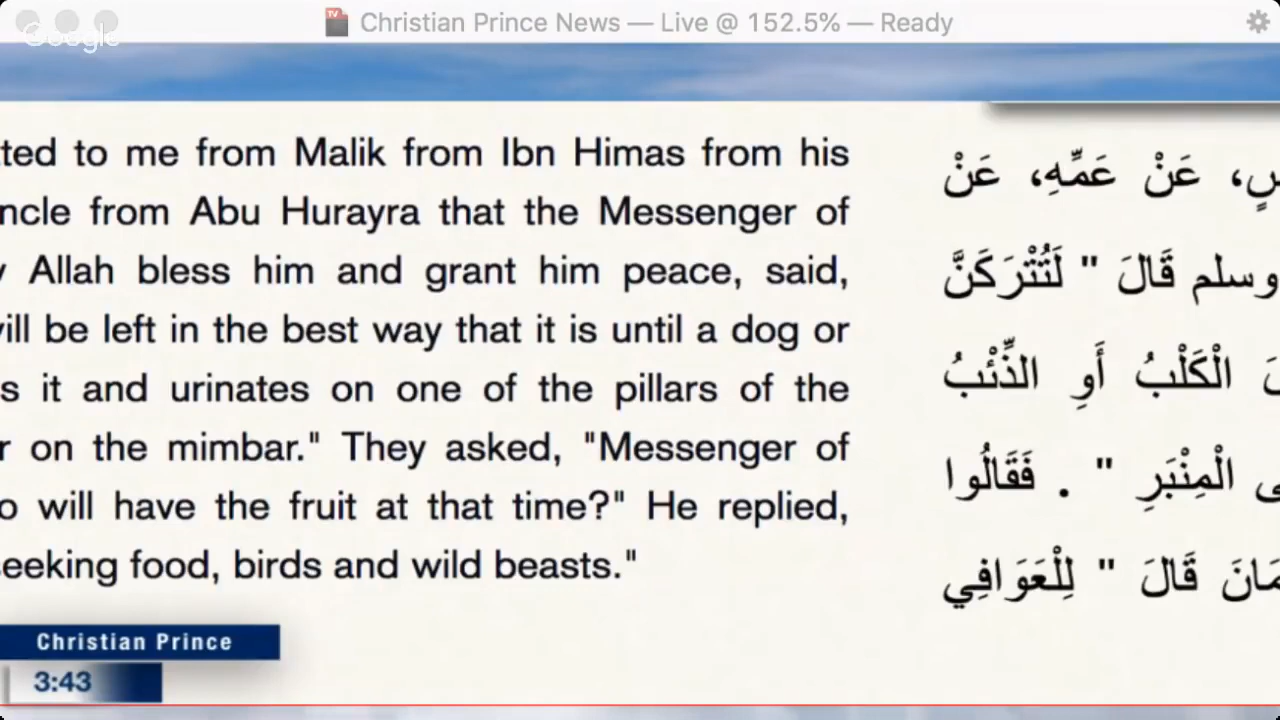 Christian Prince News — Live @ 152.5% — Ready
Google
ted to me from Malik from Ibn Himas from his
ncle from Abu Hurayra that the Messenger of
y Allah bless him and grant him peace, said,
will be left in the best way that it is until a dog or
s it and urinates on one of the pillars of the
r on the mimbar." They asked, "Messenger of
o will have the fruit at that time?" He replied,
seeking food, birds and wild beasts."
سٍ، عَنْ عَمِّهِ، عَنْ
وسلم قَالَ " لَتُتْرَكَنَّ
الْكَلْبُ أَوِ الذِّئْبُ
الْمِنْبَرِ " . فَقَالُوا
مَانَ قَالَ " لِلْعَوَافِي
Christian Prince
3:43